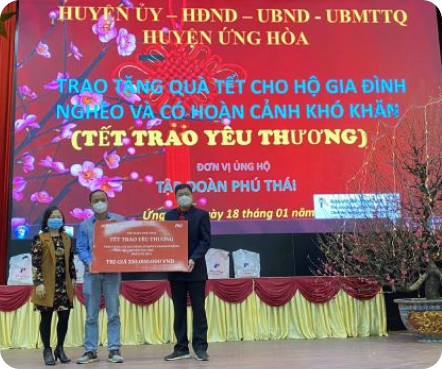 HUYỆN ỦY – HĐND – UBND - UBMTTQ
HUYỆN ỨNG HÒA
TRAO TẶNG QUÀ TẾT CHO HỘ GIA ĐÌNH
NGHÈO VÀ CÓ HOÀN CẢNH KHÓ KHĂN
(TẾT TRAO YÊU THƯƠNG)
ĐƠN VỊ ỦNG HỘ
TẬP ĐOÀN PHÚ THÁI
18 tháng 01 năm
TẾT TRAO YÊU THƯƠNG
TRỊ GIÁ 250.000.000 VND